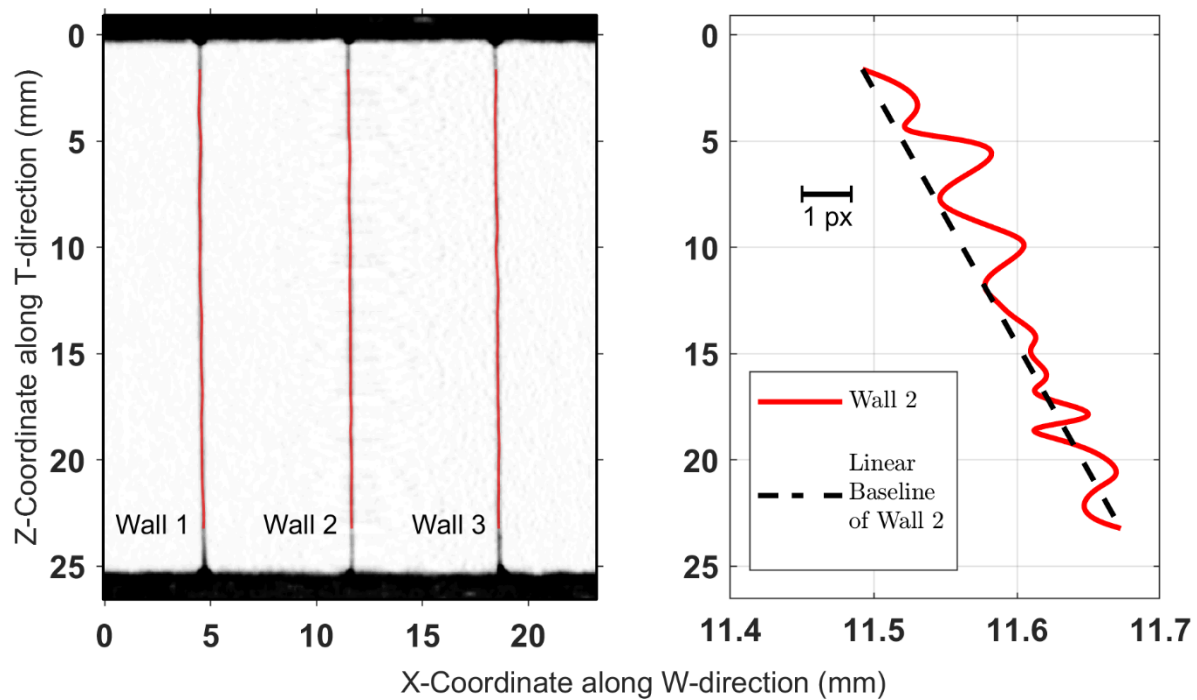 Z-Coordinate along T-direction (mm)
0
5
10
15
20
25
Wall 1
Wall 2
Wall 3
0
5
10
15
20
0
5
10
15
20
25
1 px
Wall 2
Linear
Baseline
of Wall 2
11.4
11.5
11.6
11.7
X-Coordinate along W-direction (mm)